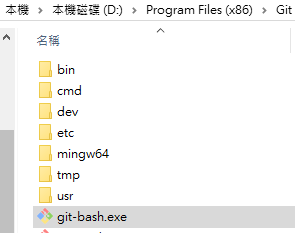 本機 > 本機磁碟 (D:) > Program Files (x86) > Git
名稱
bin
cmd
dev
etc
mingw64
tmp
usr
git-bash.exe